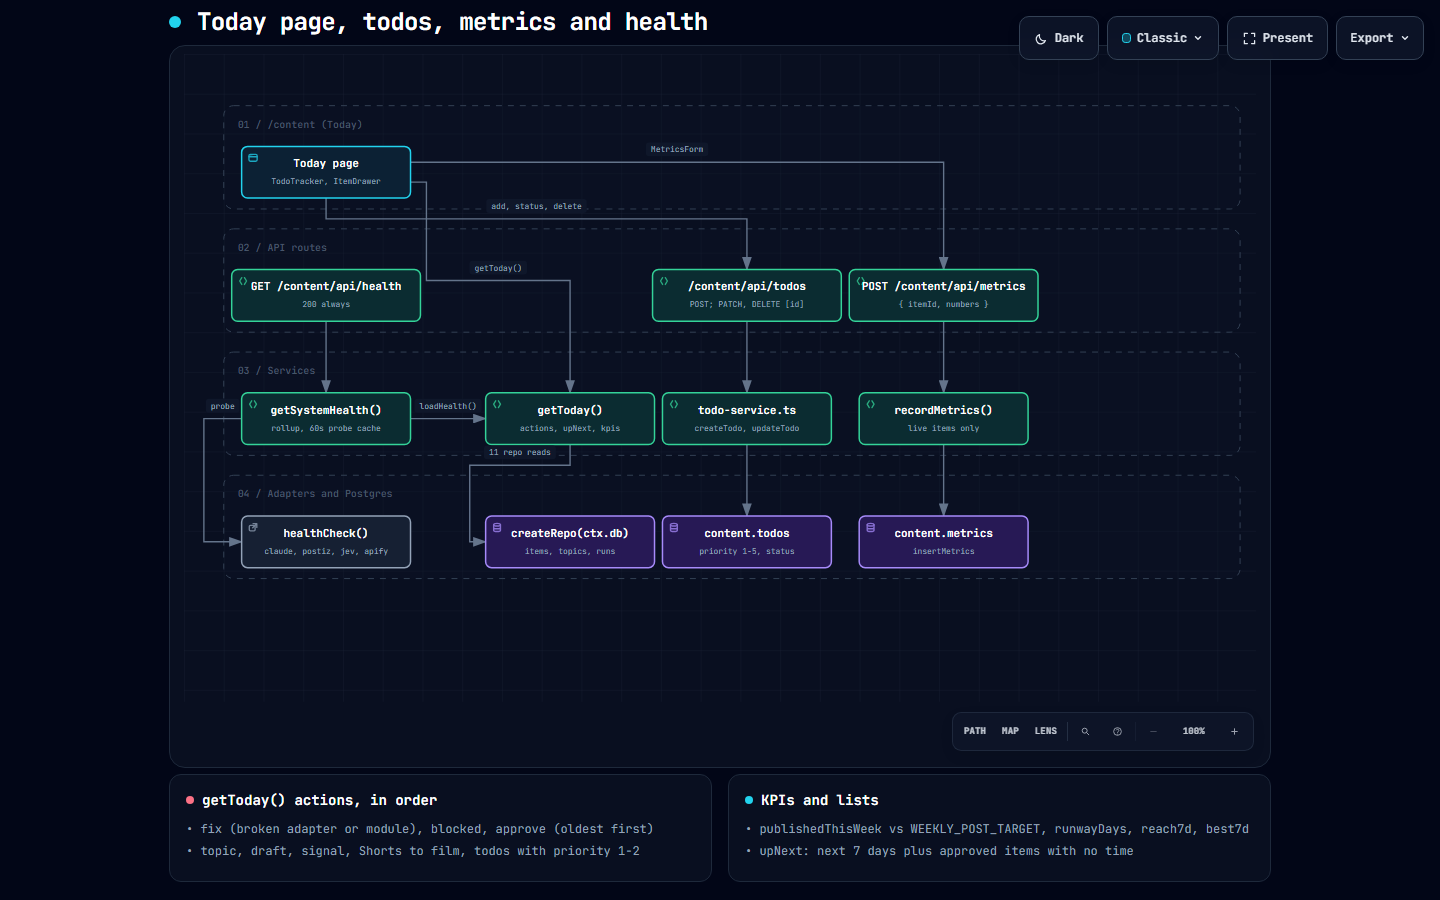 Today page, todos, metrics and health
Dark
Classic
Present
Export
01 / /content (Today)
Today page
TodoTracker, ItemDrawer
MetricsForm
add, status, delete
02 / API routes
getToday()
GET /content/api/health
200 always
/content/api/todos
POST; PATCH, DELETE [id]
POST /content/api/metrics
{ itemId, numbers }
03 / Services
probe
getSystemHealth()
rollup, 60s probe cache
loadHealth()
getToday()
actions, upNext, kpis
todo-service.ts
createTodo, updateTodo
recordMetrics()
live items only
11 repo reads
04 / Adapters and Postgres
healthCheck()
claude, postiz, jev, apify
createRepo(ctx.db)
items, topics, runs
content.todos
priority 1-5, status
content.metrics
insertMetrics
PATH
MAP
LENS
100%
getToday() actions, in order
• fix (broken adapter or module), blocked, approve (oldest first)
• topic, draft, signal, Shorts to film, todos with priority 1-2
KPIs and lists
• publishedThisWeek vs WEEKLY_POST_TARGET, runwayDays, reach7d, best7d
• upNext: next 7 days plus approved items with no time